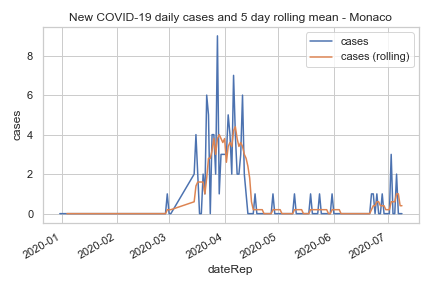 New COVID-19 daily cases and 5 day rolling mean - Monaco
cases
cases (rolling)
8
6
4
2
0
cases
2020-01
2020-02
2020-03
2020-04
2020-05
2020-06
2020-07
dateRep